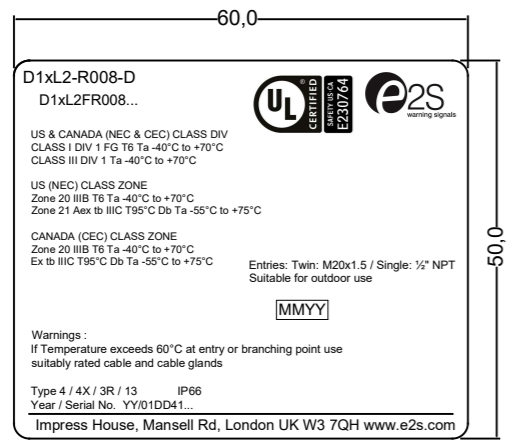 60,0
D1xL2-R008-D
D1xL2FR008...
UL
CERTIFIED
SAFETY US CA
E230764
e2S
warning signals
US & CANADA (NEC & CEC) CLASS DIV
CLASS I DIV 1 FG T6 Ta -40°C to +70°C
CLASS III DIV 1 Ta -40°C to +70°C
US (NEC) CLASS ZONE
Zone 20 IIIB T6 Ta -40°C to +70°C
Zone 21 Aex tb IIIC T95°C Db Ta -55°C to +75°C
CANADA (CEC) CLASS ZONE
Zone 20 IIIB T6 Ta -40°C to +70°C
Ex tb IIIC T95°C Db Ta -55°C to +75°C
Entries: Twin: M20x1.5 / Single: ½" NPT
Suitable for outdoor use
50,0
MMYY
Warnings :
If Temperature exceeds 60°C at entry or branching point use
suitably rated cable and cable glands
Type 4 / 4X / 3R / 13 IP66
Year / Serial No. YY/01DD41...
Impress House, Mansell Rd, London UK W3 7QH www.e2s.com